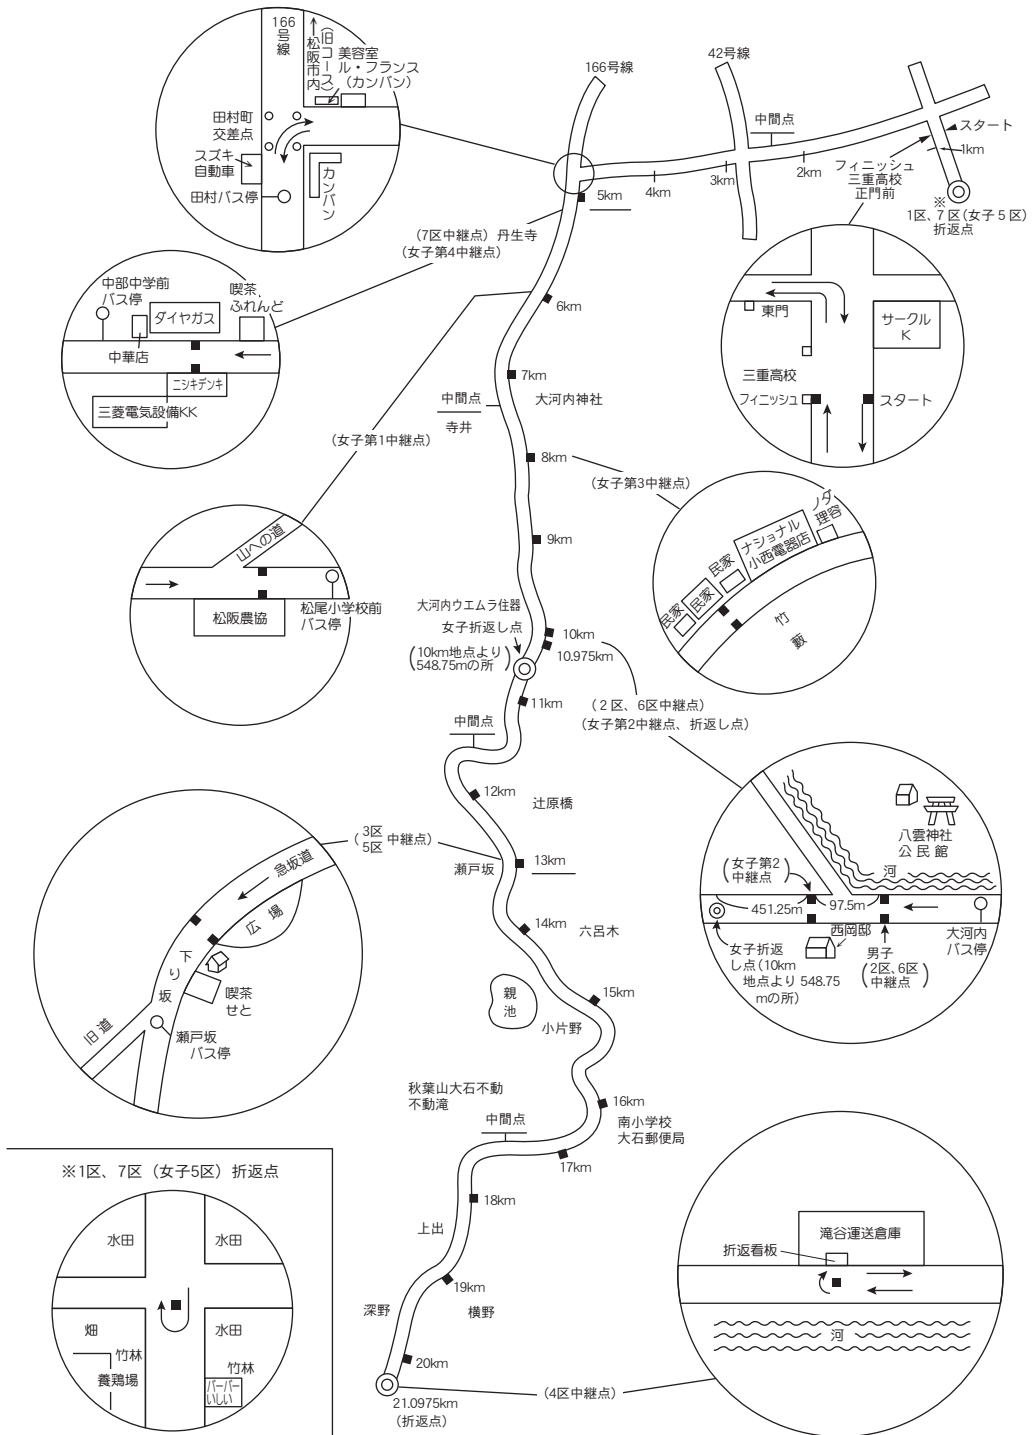 166
号
線
(旧コース)
松阪市内
美容室
ル・フランス
(カンバン)
田村町
交差点
スズキ
自動車
田村バス停
カンバン
166号線
42号線
中間点
スタート
1km
2km
3km
4km
5km
フィニッシュ
三重高校
正門前
※
1区、7区(女子5区)
折返点
(7区中継点)丹生寺
(女子第4中継点)
中部中学前
バス停
喫茶
ふれんど
ダイヤガス
中華店
ニシキデンキ
三菱電気設備KK
東門
サークル
K
三重高校
フィニッシュ
スタート
6km
7km
大河内神社
中間点
寺井
(女子第1中継点)
8km
(女子第3中継点)
ノダ
理容
ナショナル
小西電器店
民家
民家
民家
竹
藪
山への道
松阪農協
松尾小学校前
バス停
9km
大河内ウエムラ住器
女子折返し点
(10km地点より
548.75mの所)
10km
10.975km
11km
(2区、6区中継点)
(女子第2中継点、折返し点)
中間点
12km
辻原橋
八雲神社
公民館
河
(女子第2
中継点)
451.25m
97.5m
西岡邸
大河内
バス停
女子折返
し点(10km
地点より 548.75
mの所)
男子
(2区、6区
中継点)
(3区
5区 中継点)
急坂道
広場
下り坂
喫茶
せと
瀬戸坂
バス停
旧道
瀬戸坂
13km
14km
六呂木
親
池
15km
小片野
秋葉山大石不動
不動滝
中間点
16km
南小学校
大石郵便局
17km
18km
上出
19km
深野
横野
20km
21.0975km
(折返点)
(4区中継点)
滝谷運送倉庫
折返看板
河
※1区、7区(女子5区)折返点
水田
水田
畑
水田
竹林
養鶏場
竹林
バーバー
いしい